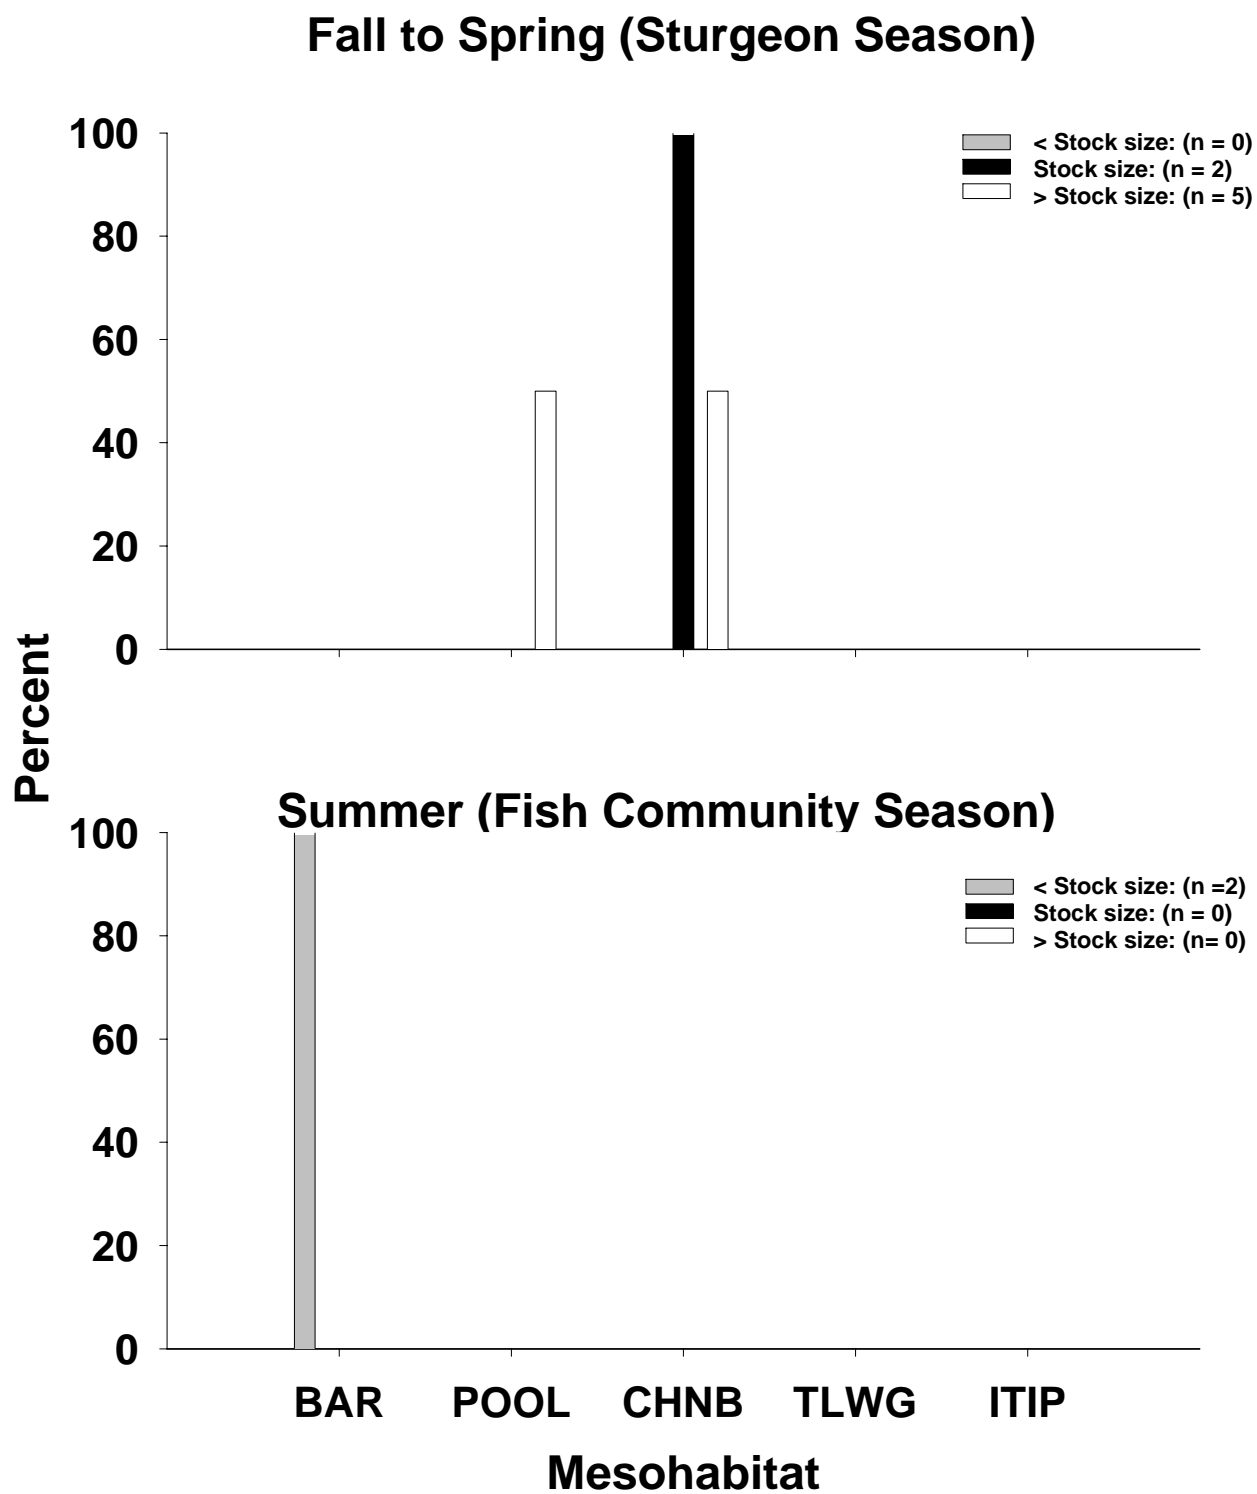 Fall to Spring (Sturgeon Season)
100
80
60
40
20
0
< Stock size: (n = 0)
Stock size: (n = 2)
> Stock size: (n = 5)
Percent
Summer (Fish Community Season)
100
80
60
40
20
0
< Stock size: (n =2)
Stock size: (n = 0)
> Stock size: (n= 0)
BAR POOL CHNB TLWG ITIP
Mesohabitat